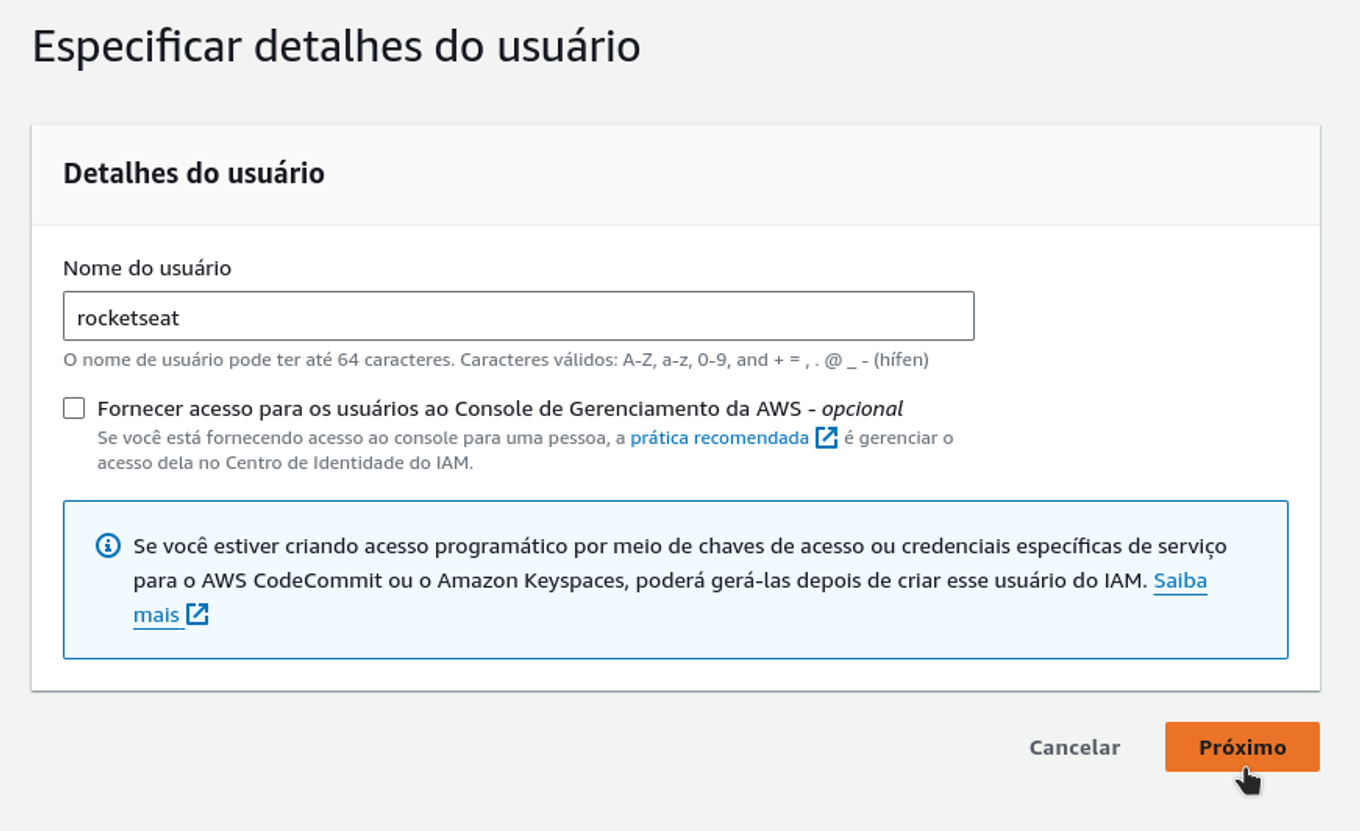 Especificar detalhes do usuário
Detalhes do usuário
Nome do usuário
rocketseat
O nome de usuário pode ter até 64 caracteres. Caracteres válidos: A-Z, a-z, 0-9, and + = , . @ _ - (hífen)
Fornecer acesso para os usuários ao Console de Gerenciamento da AWS - opcional
Se você está fornecendo acesso ao console para uma pessoa, a prática recomendada é gerenciar o
acesso dela no Centro de Identidade do IAM.
Se você estiver criando acesso programático por meio de chaves de acesso ou credenciais específicas de serviço
para o AWS CodeCommit ou o Amazon Keyspaces, poderá gerá-las depois de criar esse usuário do IAM. Saiba
mais
Cancelar Próximo